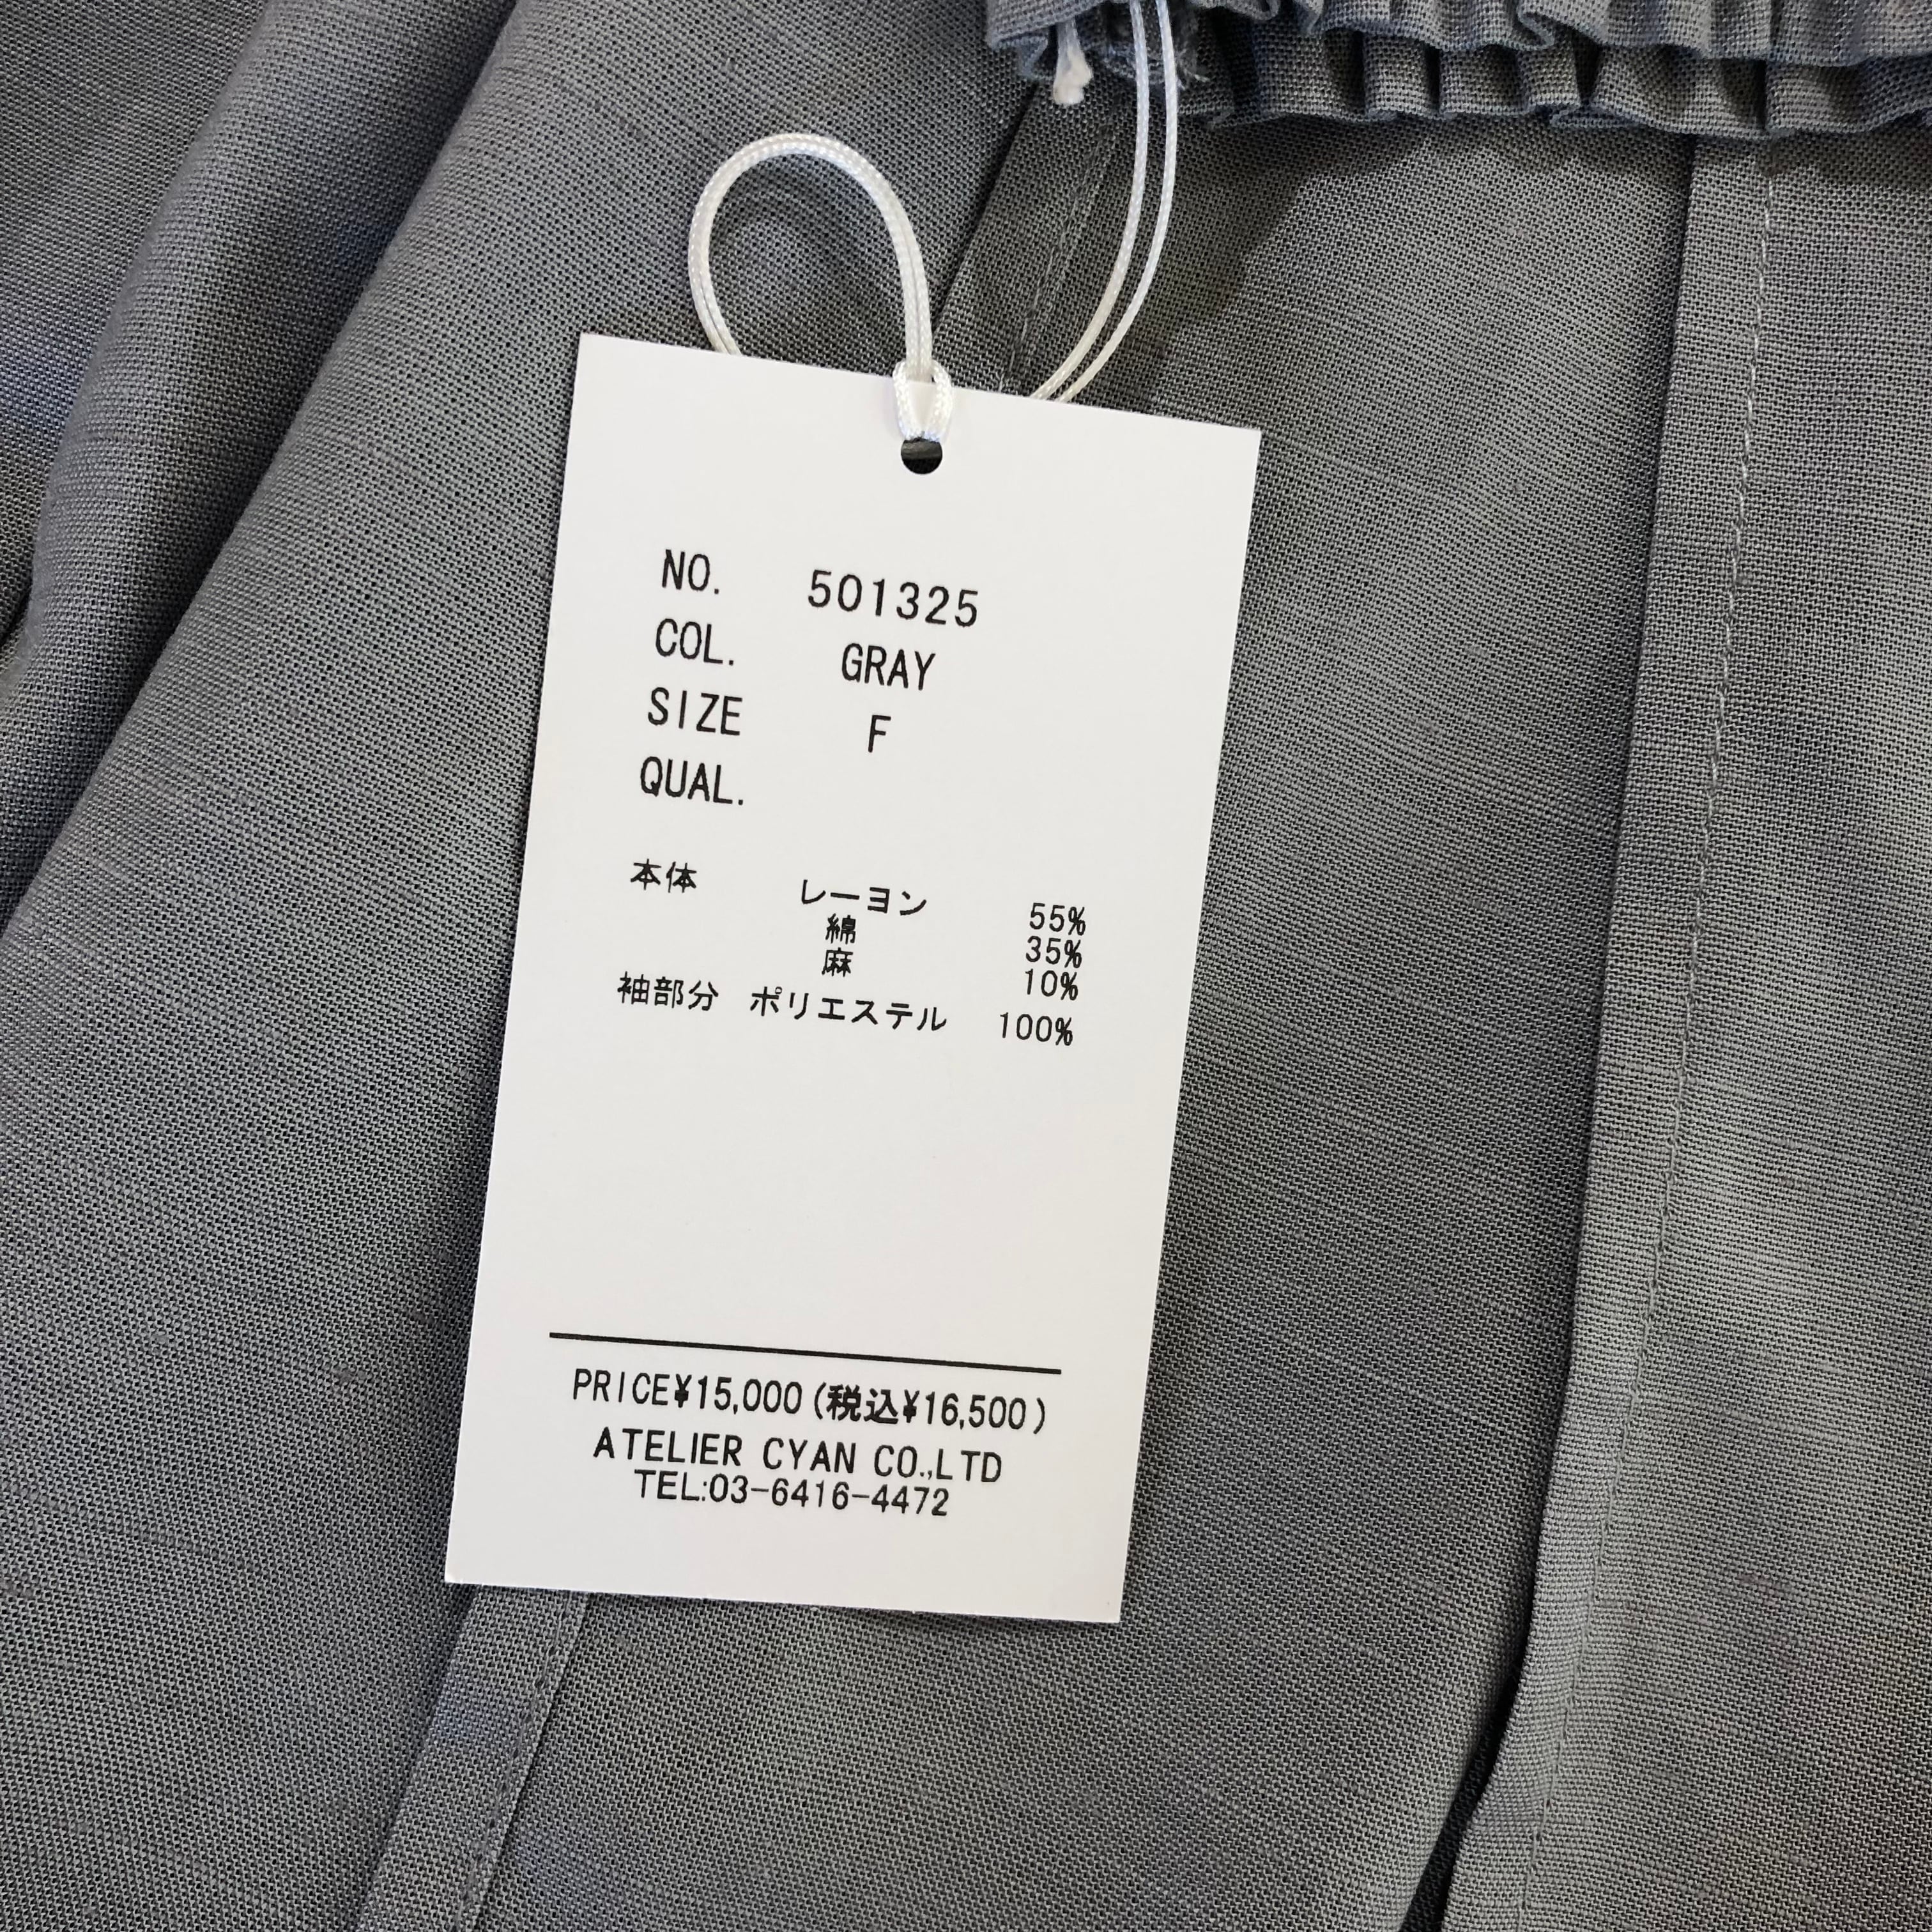 NO. 501325
COL. GRAY
SIZE F
QUAL.
本体 レーヨン 55%
綿 35%
麻 10%
袖部分 ポリエステル 100%
PRICE¥15,000(税込¥16,500)
ATELIER CYAN CO.,LTD
TEL:03-6416-4472